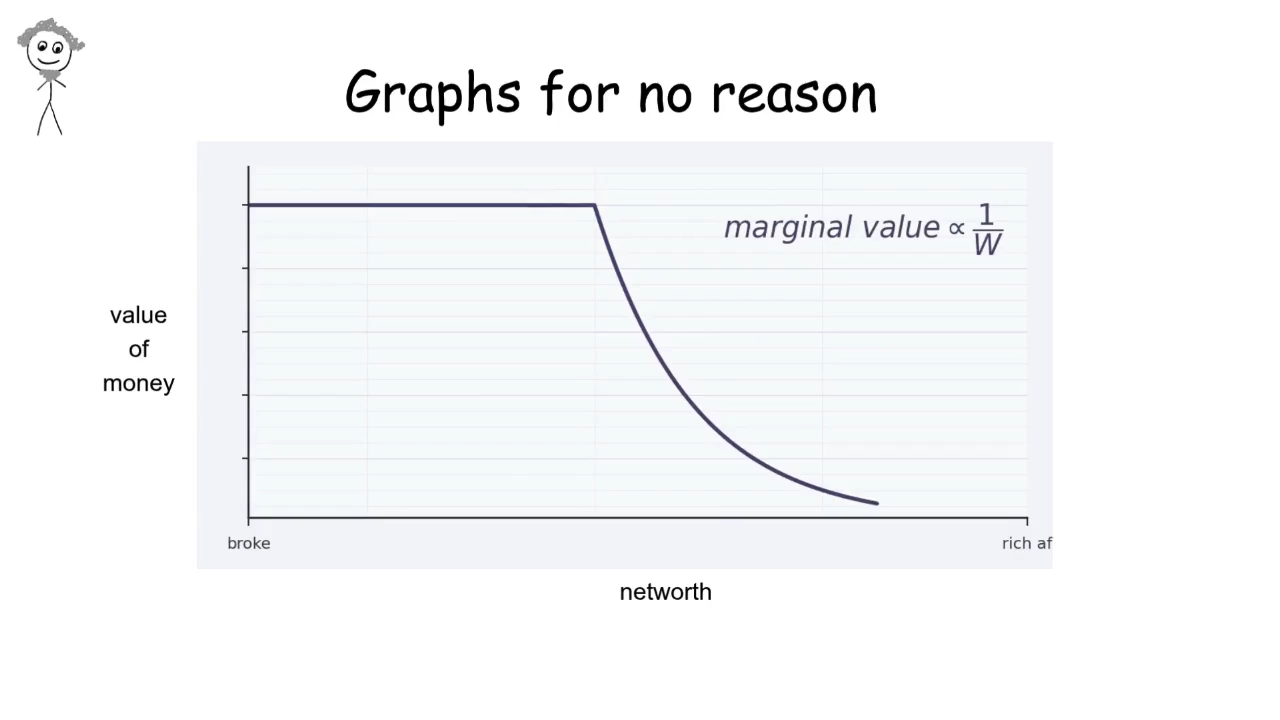 Graphs for no reason
marginal value ∝ 1/W
value
of
money
broke
rich af
networth